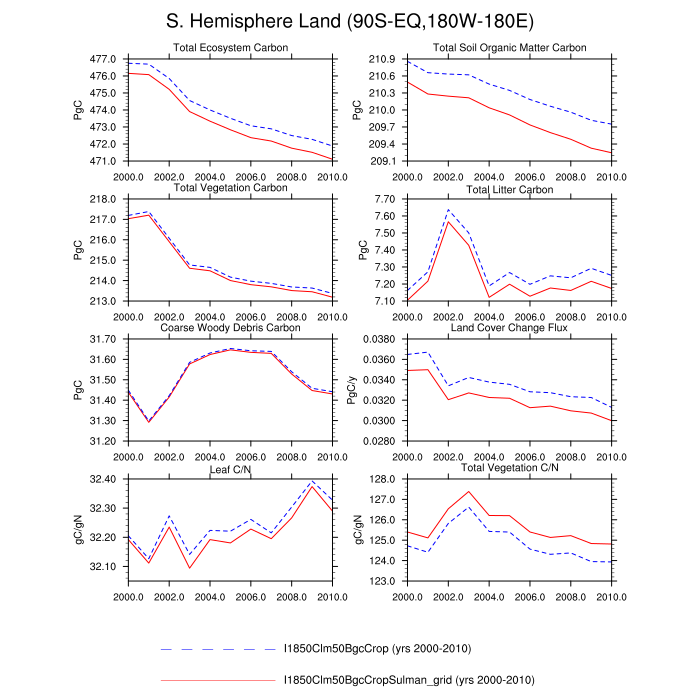 S. Hemisphere Land (90S-EQ,180W-180E)
Total Ecosystem Carbon
PgC
477.0
476.0
475.0
474.0
473.0
472.0
471.0
2000.0 2002.0 2004.0 2006.0 2008.0 2010.0
Total Soil Organic Matter Carbon
PgC
210.9
210.6
210.3
210.0
209.7
209.4
209.1
2000.0 2002.0 2004.0 2006.0 2008.0 2010.0
Total Vegetation Carbon
PgC
218.0
217.0
216.0
215.0
214.0
213.0
2000.0 2002.0 2004.0 2006.0 2008.0 2010.0
Total Litter Carbon
PgC
7.70
7.60
7.50
7.40
7.30
7.20
7.10
2000.0 2002.0 2004.0 2006.0 2008.0 2010.0
Coarse Woody Debris Carbon
PgC
31.70
31.60
31.50
31.40
31.30
31.20
2000.0 2002.0 2004.0 2006.0 2008.0 2010.0
Land Cover Change Flux
PgC/y
0.0380
0.0360
0.0340
0.0320
0.0300
0.0280
2000.0 2002.0 2004.0 2006.0 2008.0 2010.0
Leaf C/N
gC/gN
32.40
32.30
32.20
32.10
2000.0 2002.0 2004.0 2006.0 2008.0 2010.0
Total Vegetation C/N
gC/gN
128.0
127.0
126.0
125.0
124.0
123.0
2000.0 2002.0 2004.0 2006.0 2008.0 2010.0
I1850Clm50BgcCrop (yrs 2000-2010)
I1850Clm50BgcCropSulman_grid (yrs 2000-2010)